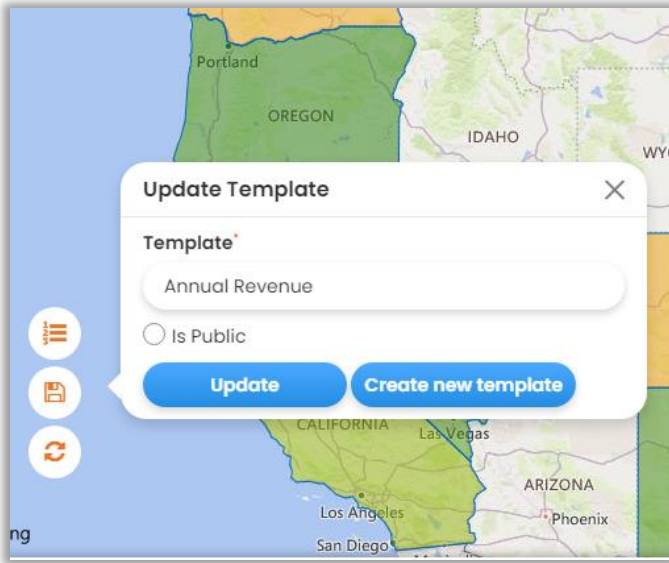 Portland
OREGON
IDAHO
WY
Update Template
Template*
Annual Revenue
Is Public
Update
Create new template
CALIFORNIA
Las Vegas
ARIZONA
Los Angeles
Phoenix
ng
San Diego